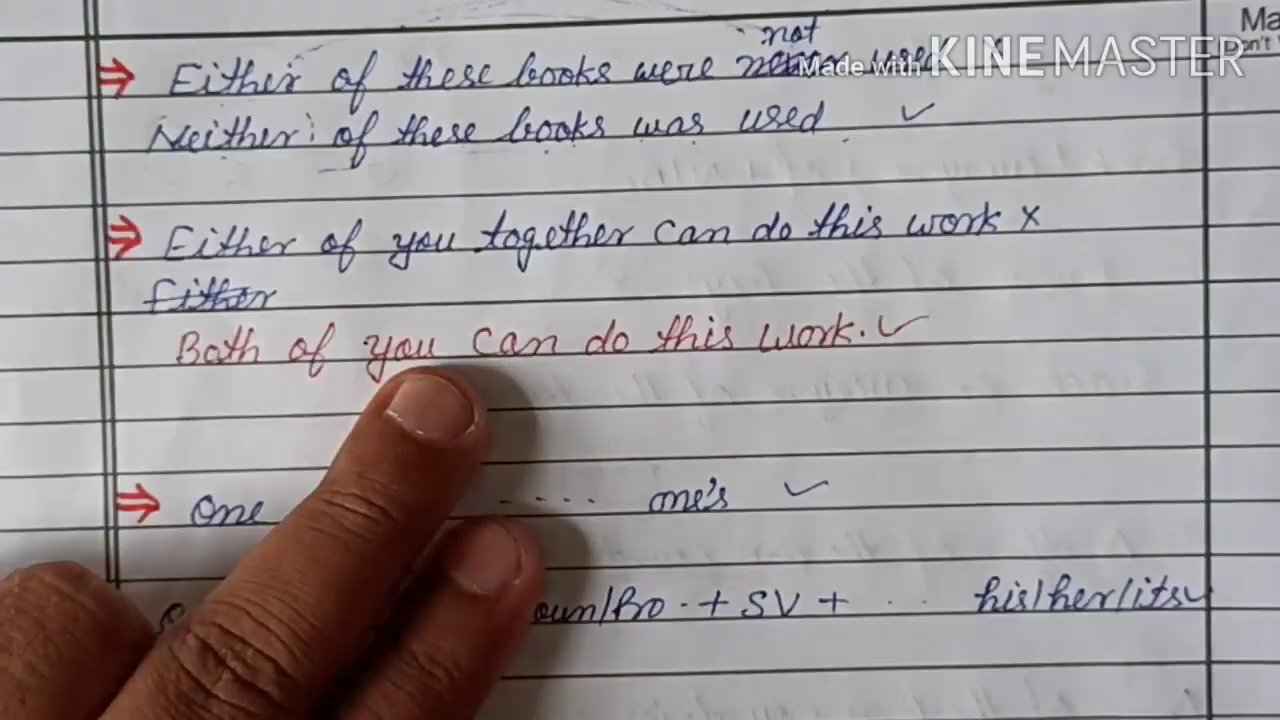 Ma
Don't
not
⇒ Either of these books were used ×
Made with KINEMASTER
Neither of these books was used ✓
⇒ Either of you together can do this work ×
Either
Both of you can do this work. ✓
⇒ One .... one's ✓
oun/Pro. + SV + .. his/her/its ✓